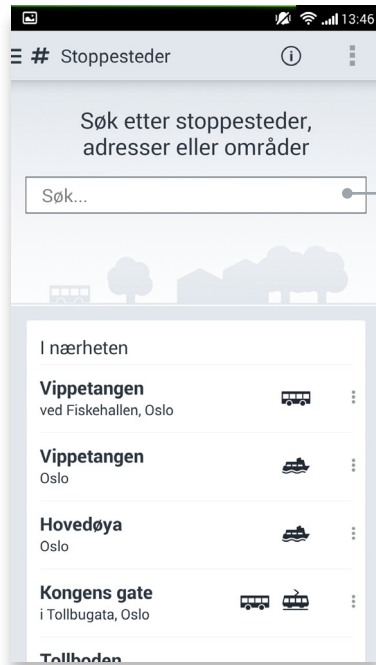 13:46
# Stoppesteder
Søk etter stoppesteder,
adresser eller områder
Søk...
I nærheten
Vippetangen
ved Fiskehallen, Oslo
Vippetangen
Oslo
Hovedøya
Oslo
Kongens gate
i Tollbugata, Oslo
Tollboden